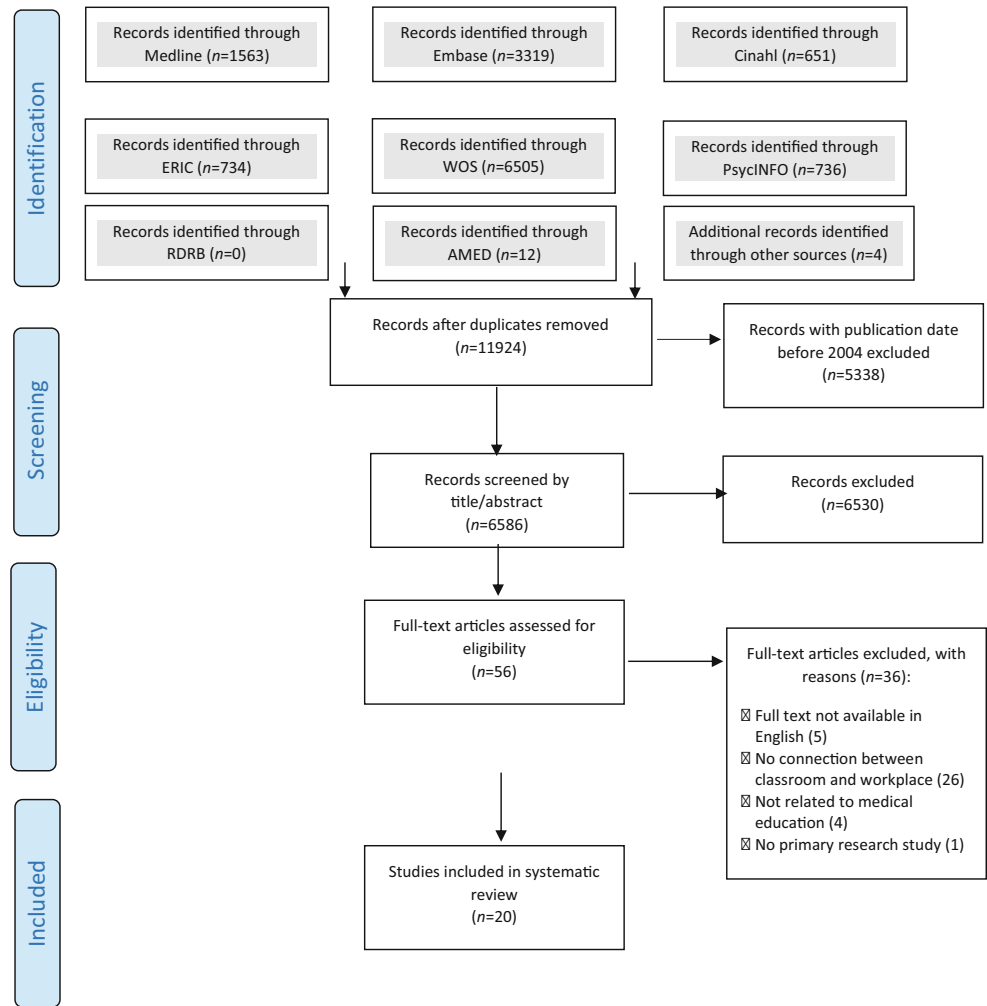 Identification
Records identified through
Medline (n=1563)
Records identified through
Embase (n=3319)
Records identified through
Cinahl (n=651)
Records identified through
ERIC (n=734)
Records identified through
WOS (n=6505)
Records identified through
PsycINFO (n=736)
Records identified through
RDRB (n=0)
Records identified through
AMED (n=12)
Additional records identified
through other sources (n=4)
Screening
Records after duplicates removed
(n=11924)
Records with publication date
before 2004 excluded
(n=5338)
Records screened by
title/abstract
(n=6586)
Records excluded
(n=6530)
Eligibility
Full-text articles assessed for
eligibility
(n=56)
Full-text articles excluded, with
reasons (n=36):
Full text not available in
English (5)
No connection between
classroom and workplace (26)
Not related to medical
education (4)
No primary research study (1)
Included
Studies included in systematic
review
(n=20)